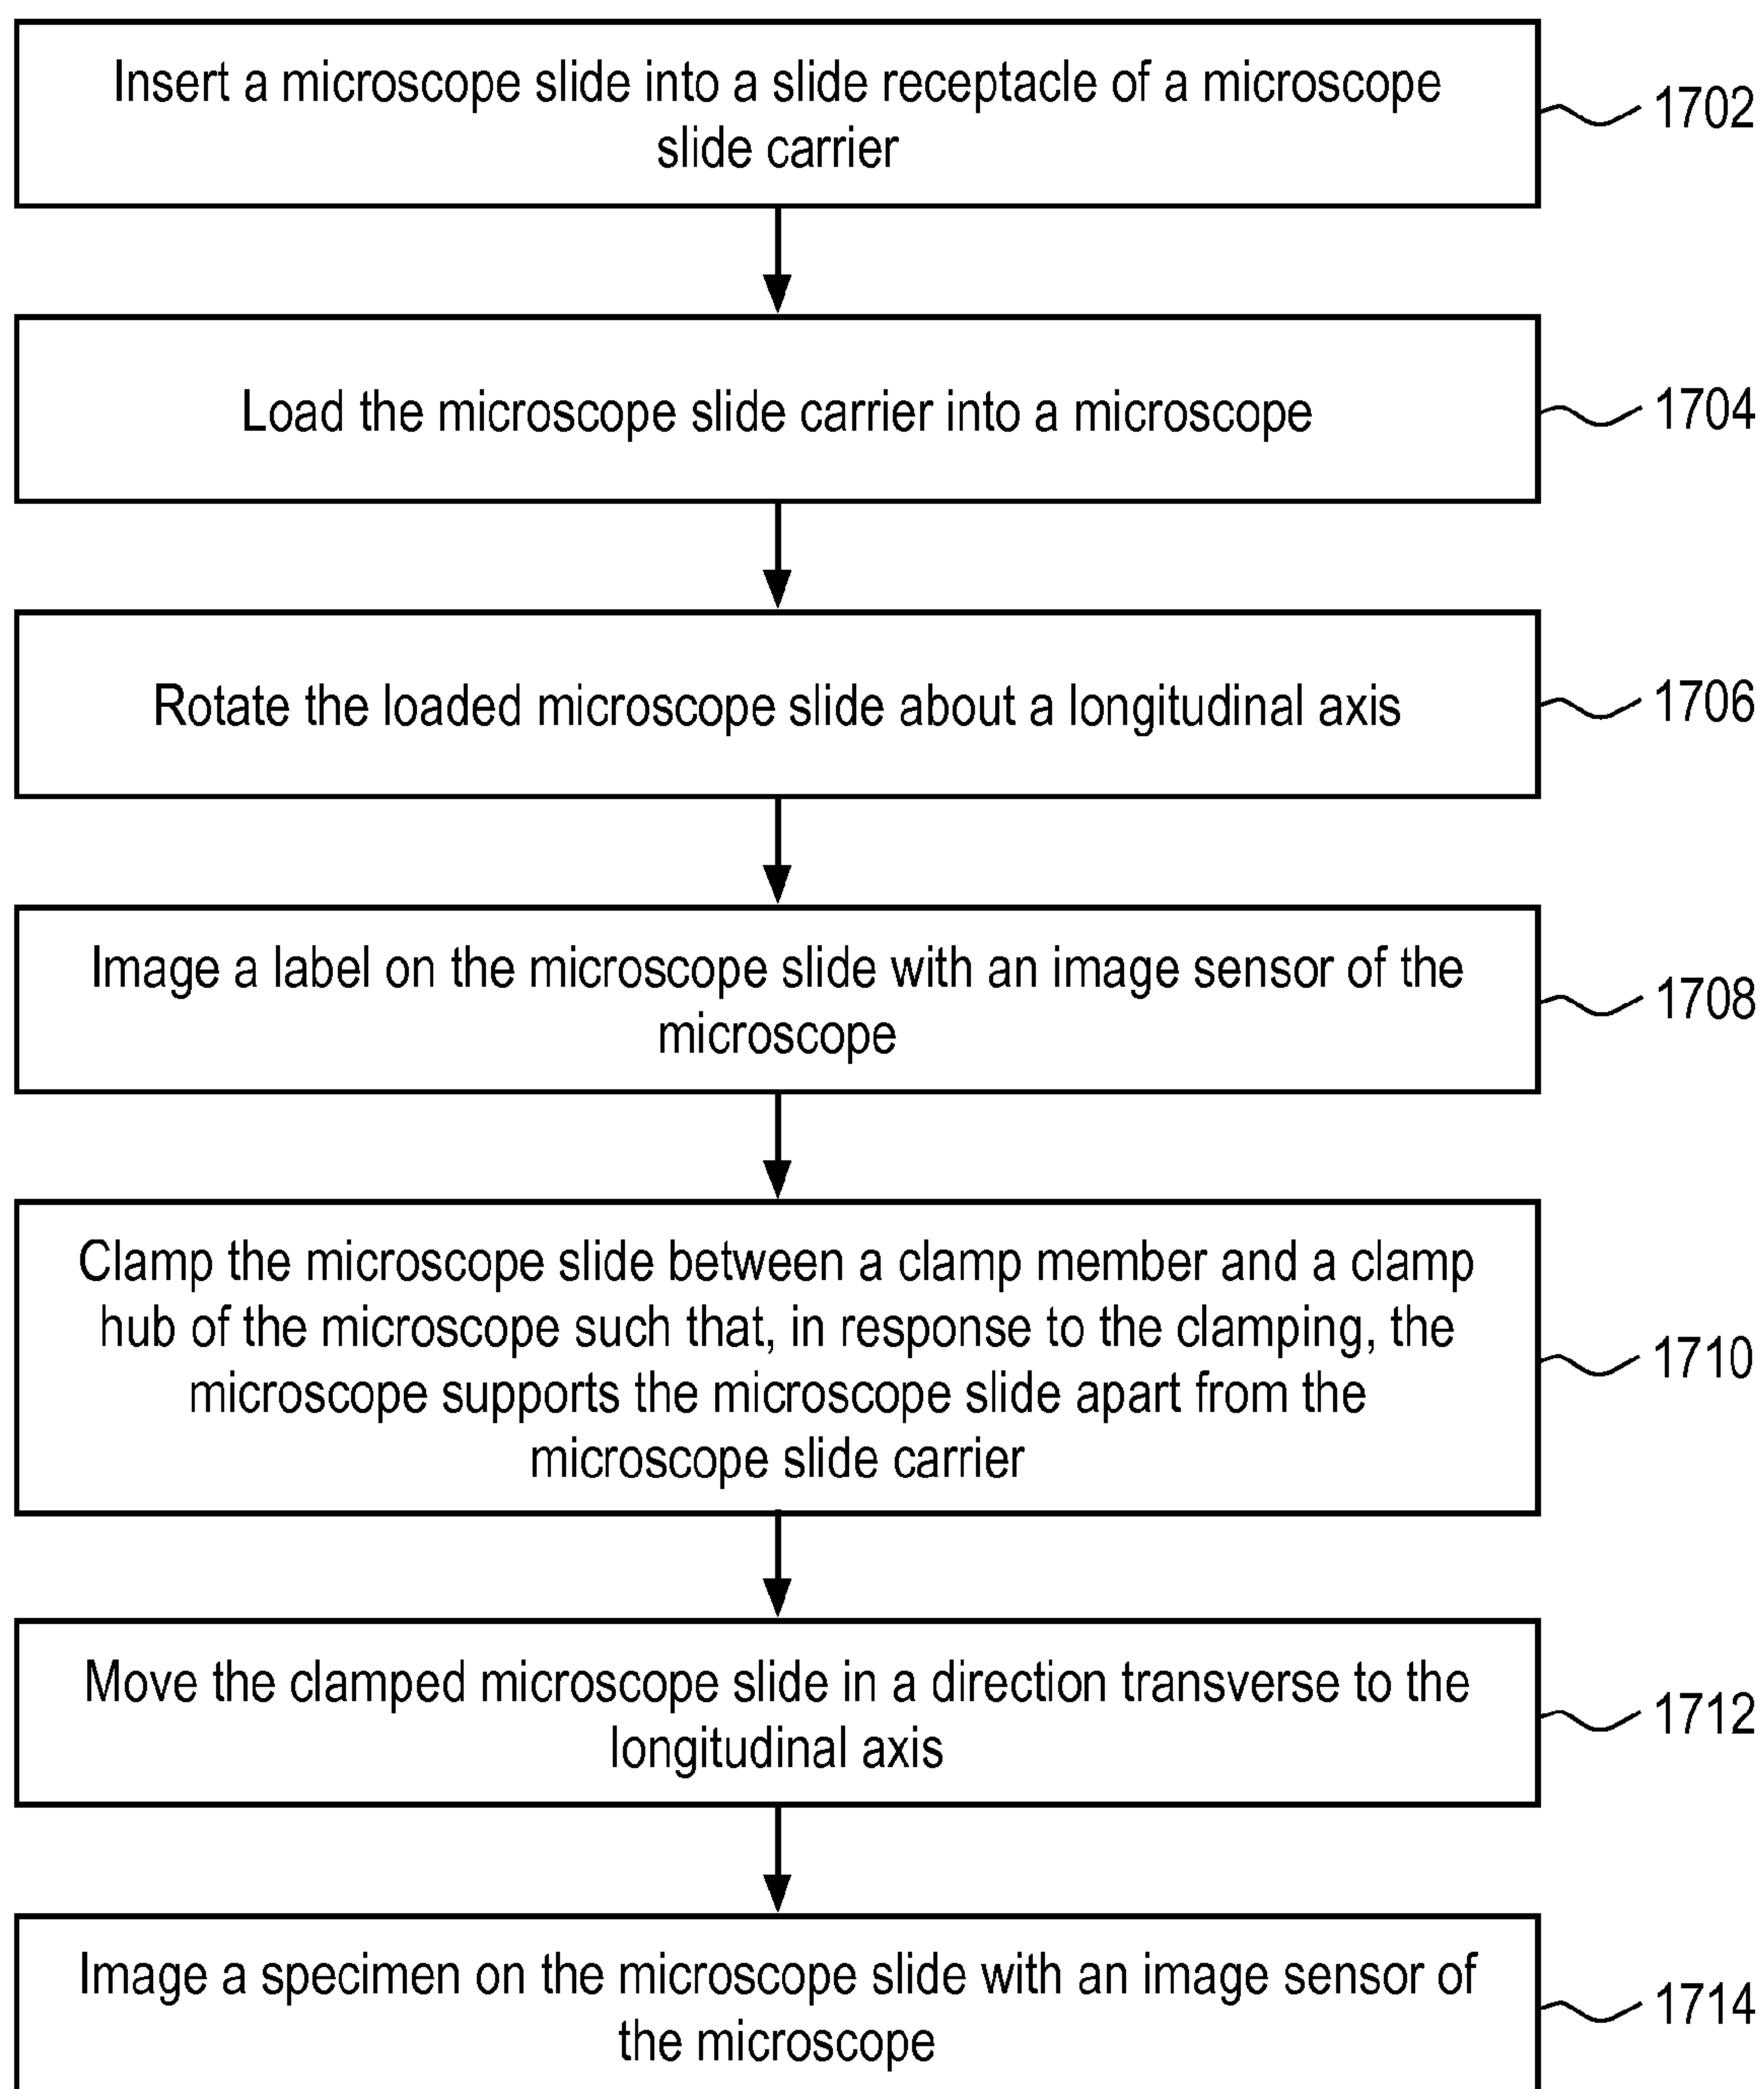 Insert a microscope slide into a slide receptacle of a microscope
slide carrier
1702
Load the microscope slide carrier into a microscope
1704
Rotate the loaded microscope slide about a longitudinal axis
1706
Image a label on the microscope slide with an image sensor of the
microscope
1708
Clamp the microscope slide between a clamp member and a clamp
hub of the microscope such that, in response to the clamping, the
microscope supports the microscope slide apart from the
microscope slide carrier
1710
Move the clamped microscope slide in a direction transverse to the
longitudinal axis
1712
Image a specimen on the microscope slide with an image sensor of
the microscope
1714